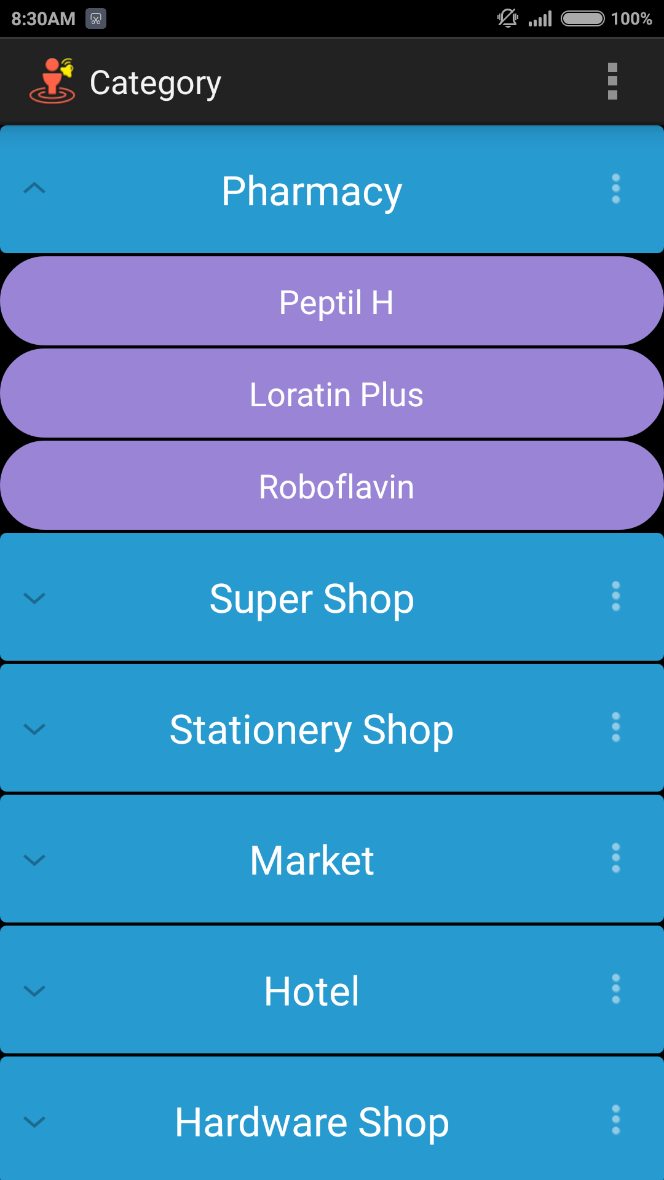 8:30AM 100%
Category
Pharmacy
Peptil H
Loratin Plus
Roboflavin
Super Shop
Stationery Shop
Market
Hotel
Hardware Shop